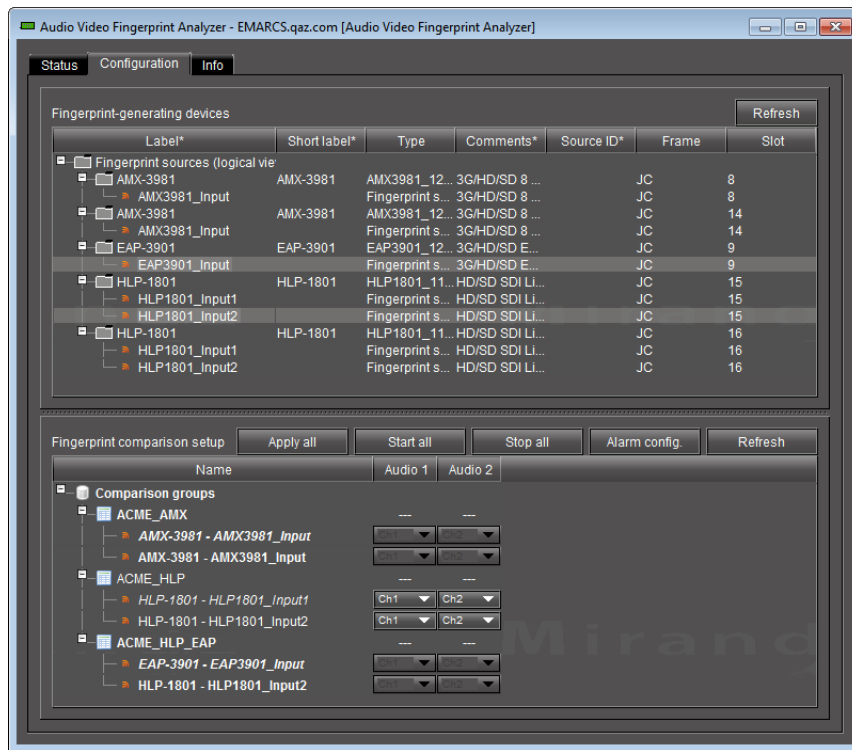 Audio Video Fingerprint Analyzer - EMARCS.qaz.com [Audio Video Fingerprint Analyzer]
Status Configuration Info
Fingerprint-generating devices Refresh
Label* Short label* Type Comments* Source ID* Frame Slot
Fingerprint sources (logical vie
AMX-3981 AMX-3981 AMX3981_12... 3G/HD/SD 8 ... JC 8
AMX3981_Input Fingerprint s... 3G/HD/SD 8 ... JC 8
AMX-3981 AMX-3981 AMX3981_12... 3G/HD/SD 8 ... JC 14
AMX3981_Input Fingerprint s... 3G/HD/SD 8 ... JC 14
EAP-3901 EAP-3901 EAP3901_12... 3G/HD/SD E... JC 9
EAP3901_Input Fingerprint s... 3G/HD/SD E... JC 9
HLP-1801 HLP-1801 HLP1801_11... HD/SD SDI Li... JC 15
HLP1801_Input1 Fingerprint s... HD/SD SDI Li... JC 15
HLP1801_Input2 Fingerprint s... HD/SD SDI Li... JC 15
HLP-1801 HLP-1801 HLP1801_11... HD/SD SDI Li... JC 16
HLP1801_Input1 Fingerprint s... HD/SD SDI Li... JC 16
HLP1801_Input2 Fingerprint s... HD/SD SDI Li... JC 16
Fingerprint comparison setup Apply all Start all Stop all Alarm config. Refresh
Name Audio 1 Audio 2
Comparison groups
ACME_AMX --- ---
AMX-3981 - AMX3981_Input Ch1 Ch2
AMX-3981 - AMX3981_Input Ch1 Ch2
ACME_HLP --- ---
HLP-1801 - HLP1801_Input1 Ch1 Ch2
HLP-1801 - HLP1801_Input2 Ch1 Ch2
ACME_HLP_EAP --- ---
EAP-3901 - EAP3901_Input Ch1 Ch2
HLP-1801 - HLP1801_Input2 Ch1 Ch2